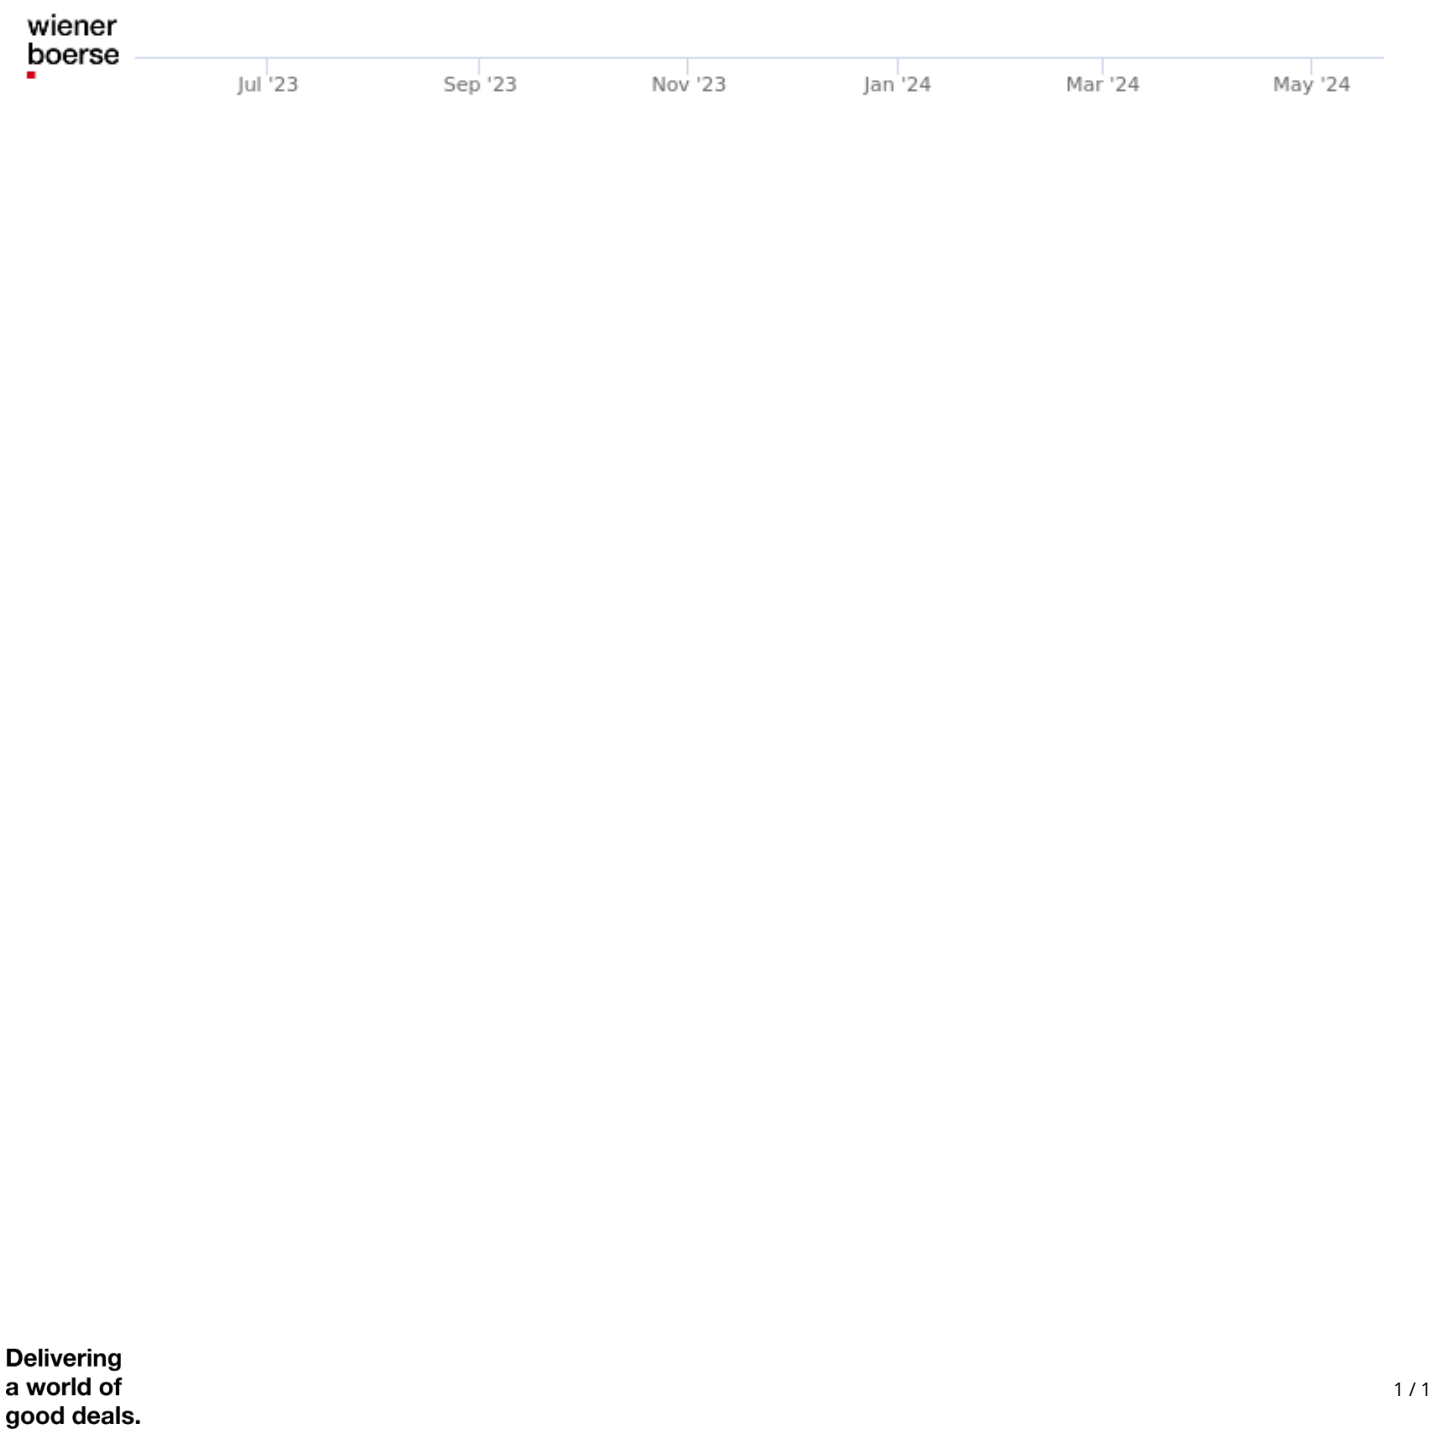 wiener
boerse
Jul '23 Sep '23 Nov '23 Jan '24 Mar '24 May '24
Delivering
a world of
good deals.
1 / 1